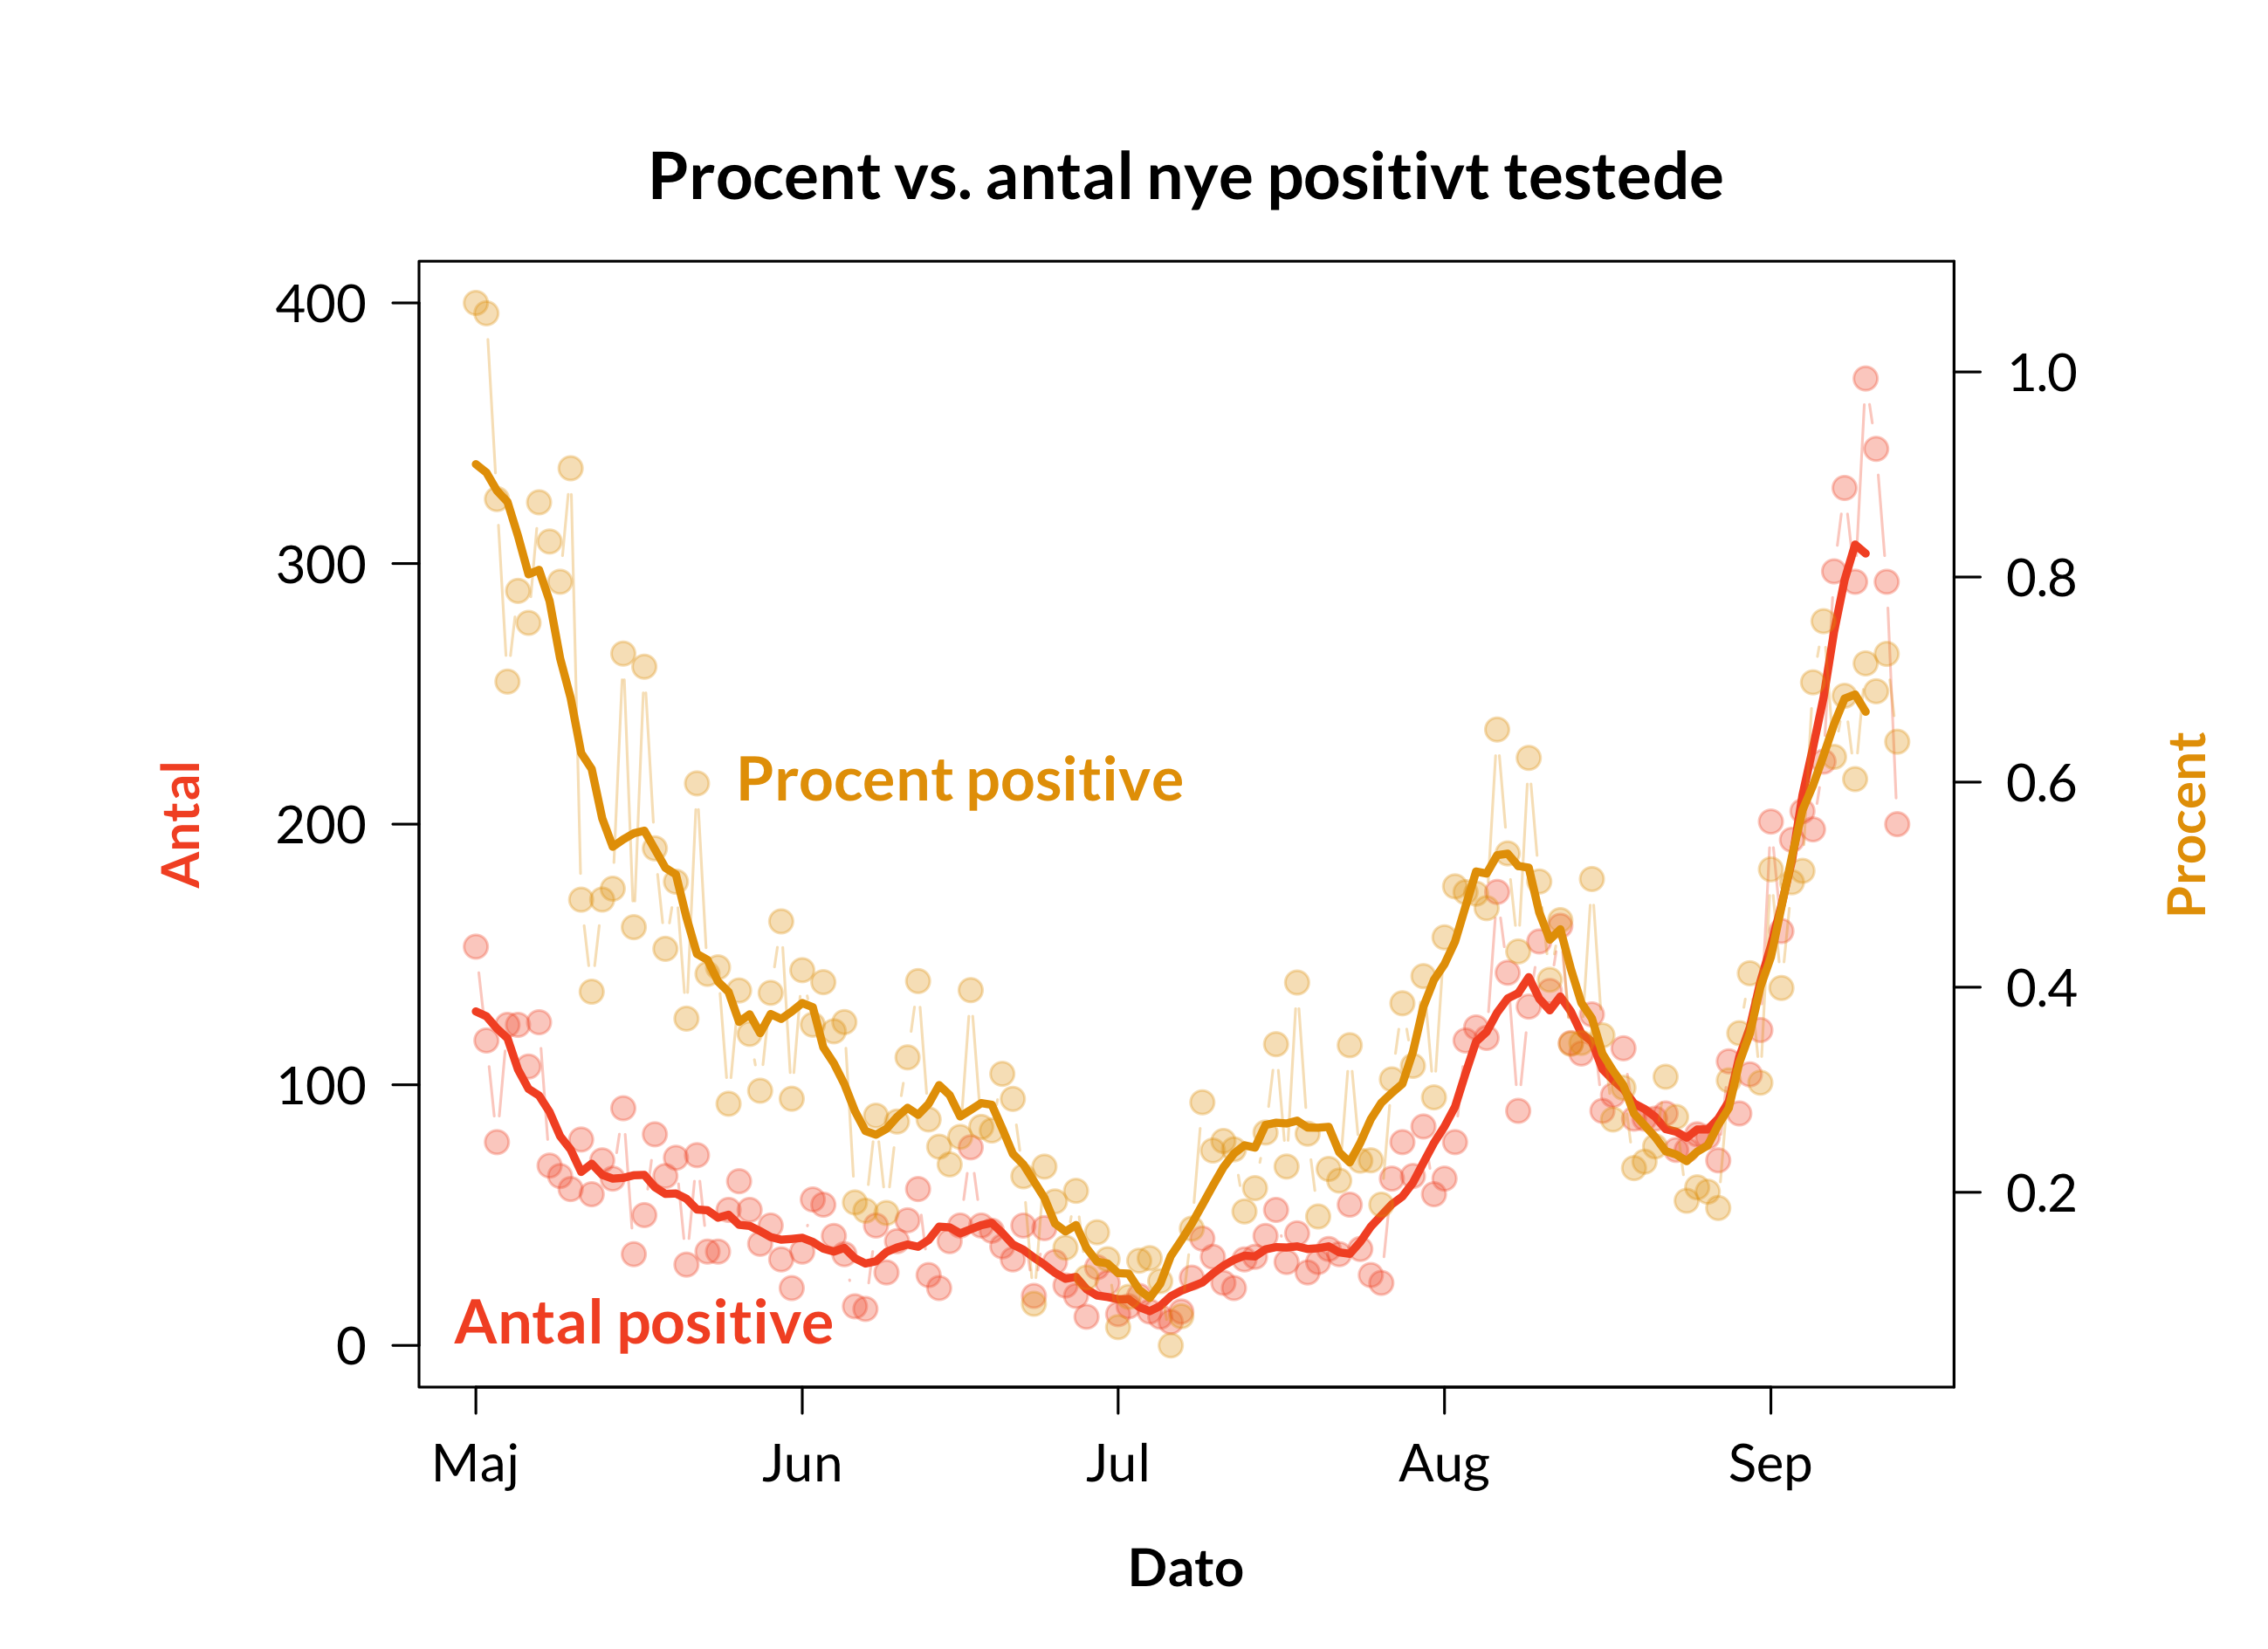 Procent vs. antal nye positivt testede
400
300
200
100
0
Antal
1.0
0.8
0.6
0.4
0.2
Procent
Procent positive
Antal positive
Maj Jun Jul Aug Sep
Dato